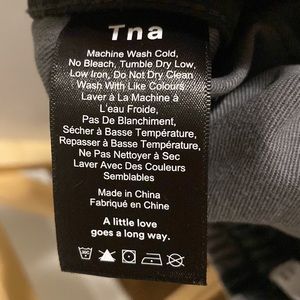 Tna
Machine Wash Cold,
No Bleach, Tumble Dry Low,
Low Iron, Do Not Dry Clean
Wash With Like Colours
Laver À La Machine à
L'eau Froide,
Pas De Blanchiment,
Sécher à Basse Température,
Repasser à Basse Température,
Ne Pas Nettoyer à Sec
Laver Avec Des Couleurs
Semblables
Made in China
Fabriqué en Chine
A little love
goes a long way.